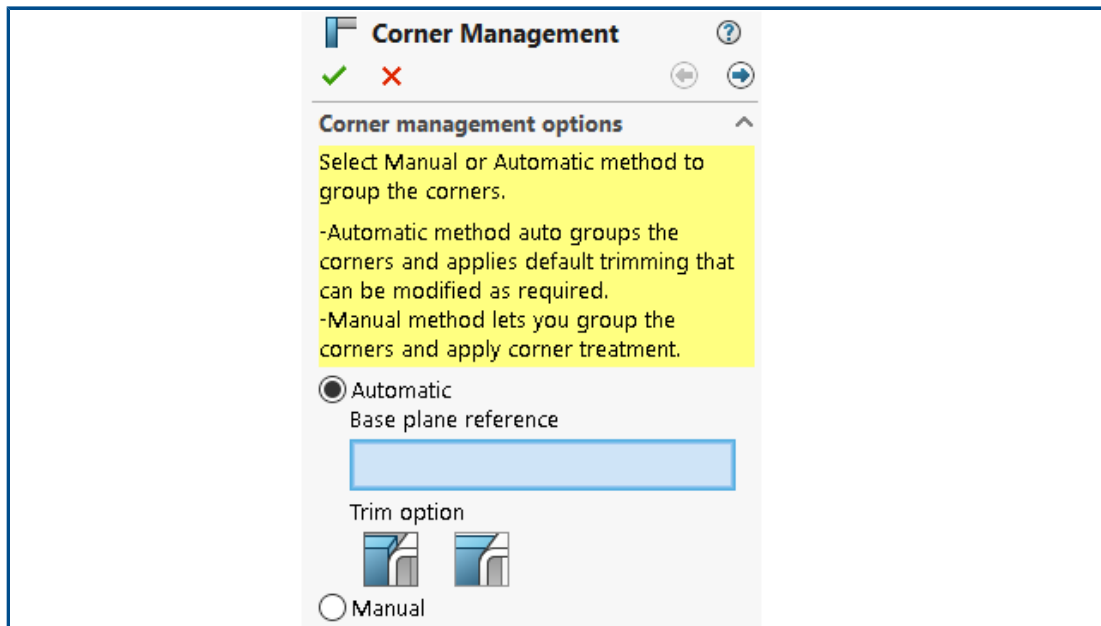 Corner Management
Corner management options
Select Manual or Automatic method to
group the corners.
-Automatic method auto groups the
corners and applies default trimming that
can be modified as required.
-Manual method lets you group the
corners and apply corner treatment.
Automatic
Base plane reference
Trim option
Manual